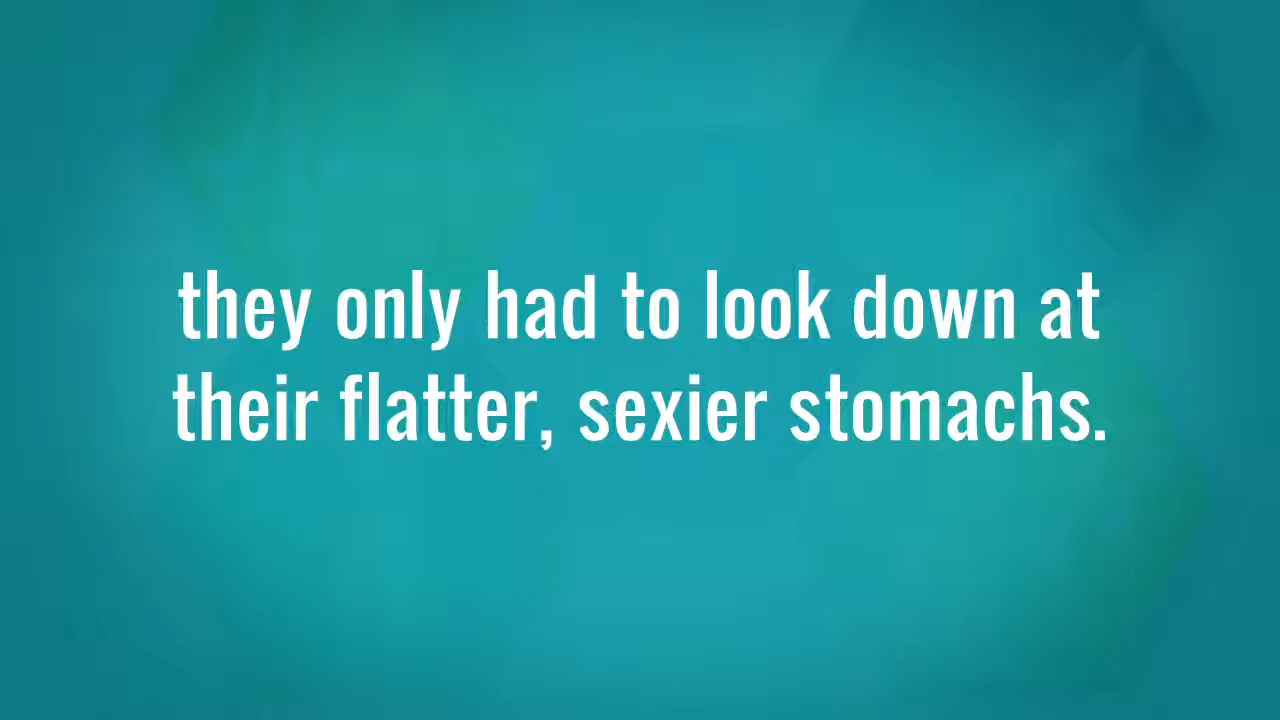 they only had to look down at
their flatter, sexier stomachs.